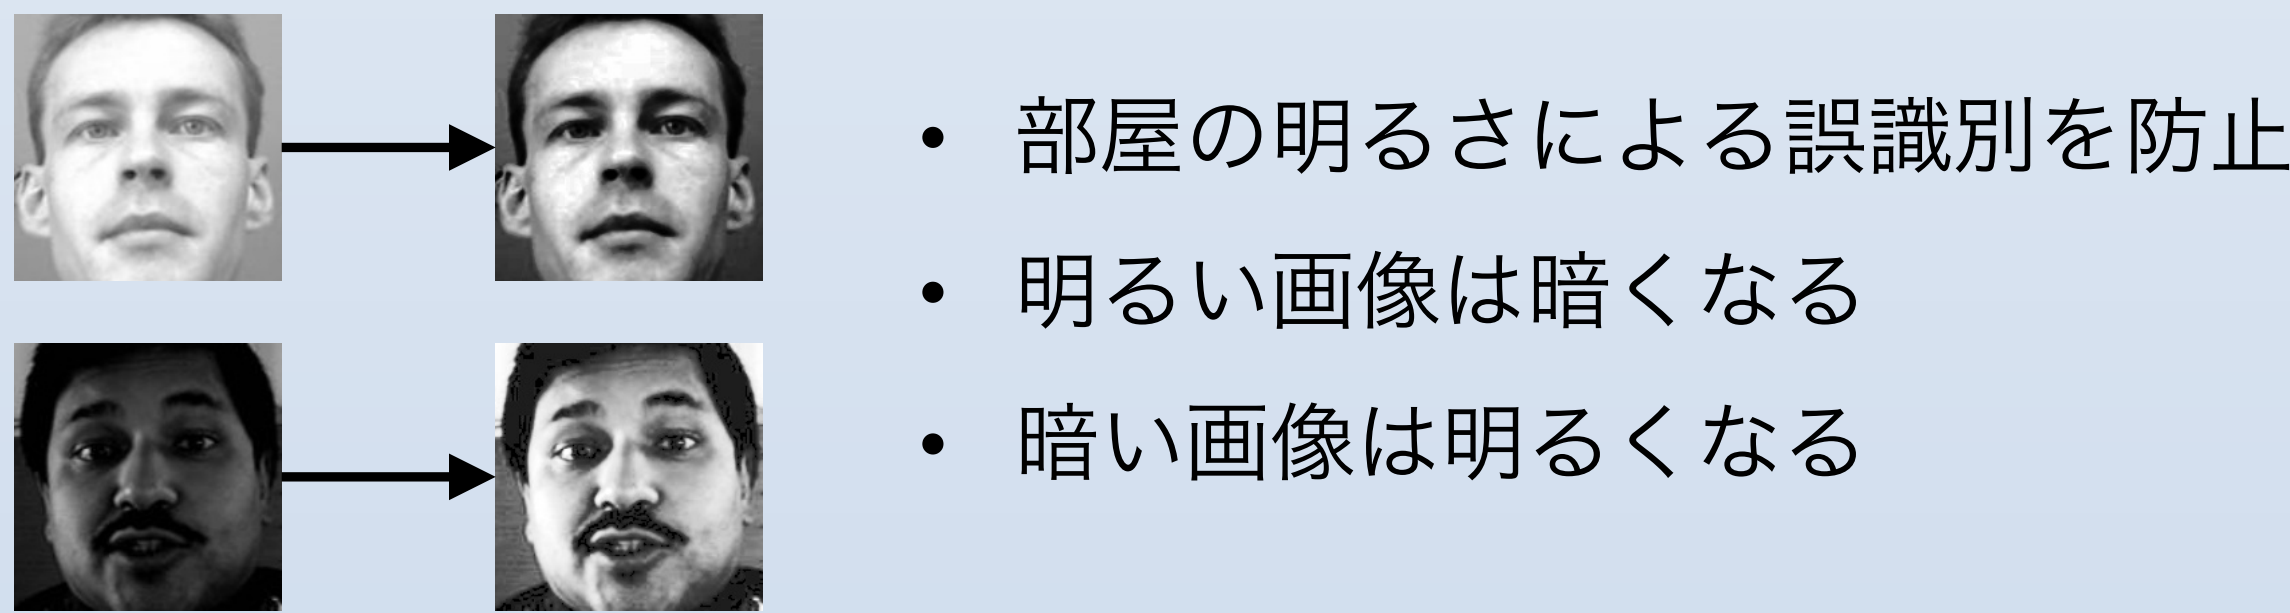 • 部屋の明るさによる誤識別を防止
• 明るい画像は暗くなる
• 暗い画像は明るくなる